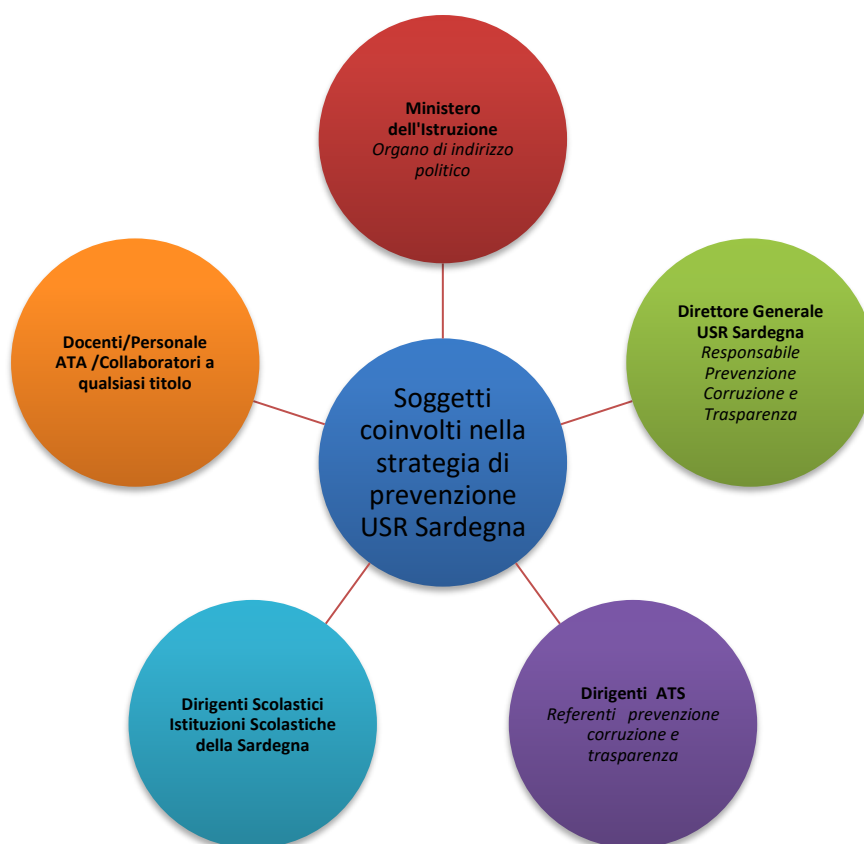 Ministero
dell'Istruzione
Organo di indirizzo
politico
Direttore Generale
USR Sardegna
Responsabile
Prevenzione
Corruzione e
Trasparenza
Docenti/Personale
ATA /Collaboratori a
qualsiasi titolo
Soggetti
coinvolti nella
strategia di
prevenzione
USR Sardegna
Dirigenti Scolastici
Istituzioni Scolastiche
della Sardegna
Dirigenti ATS
Referenti prevenzione
corruzione e
trasparenza